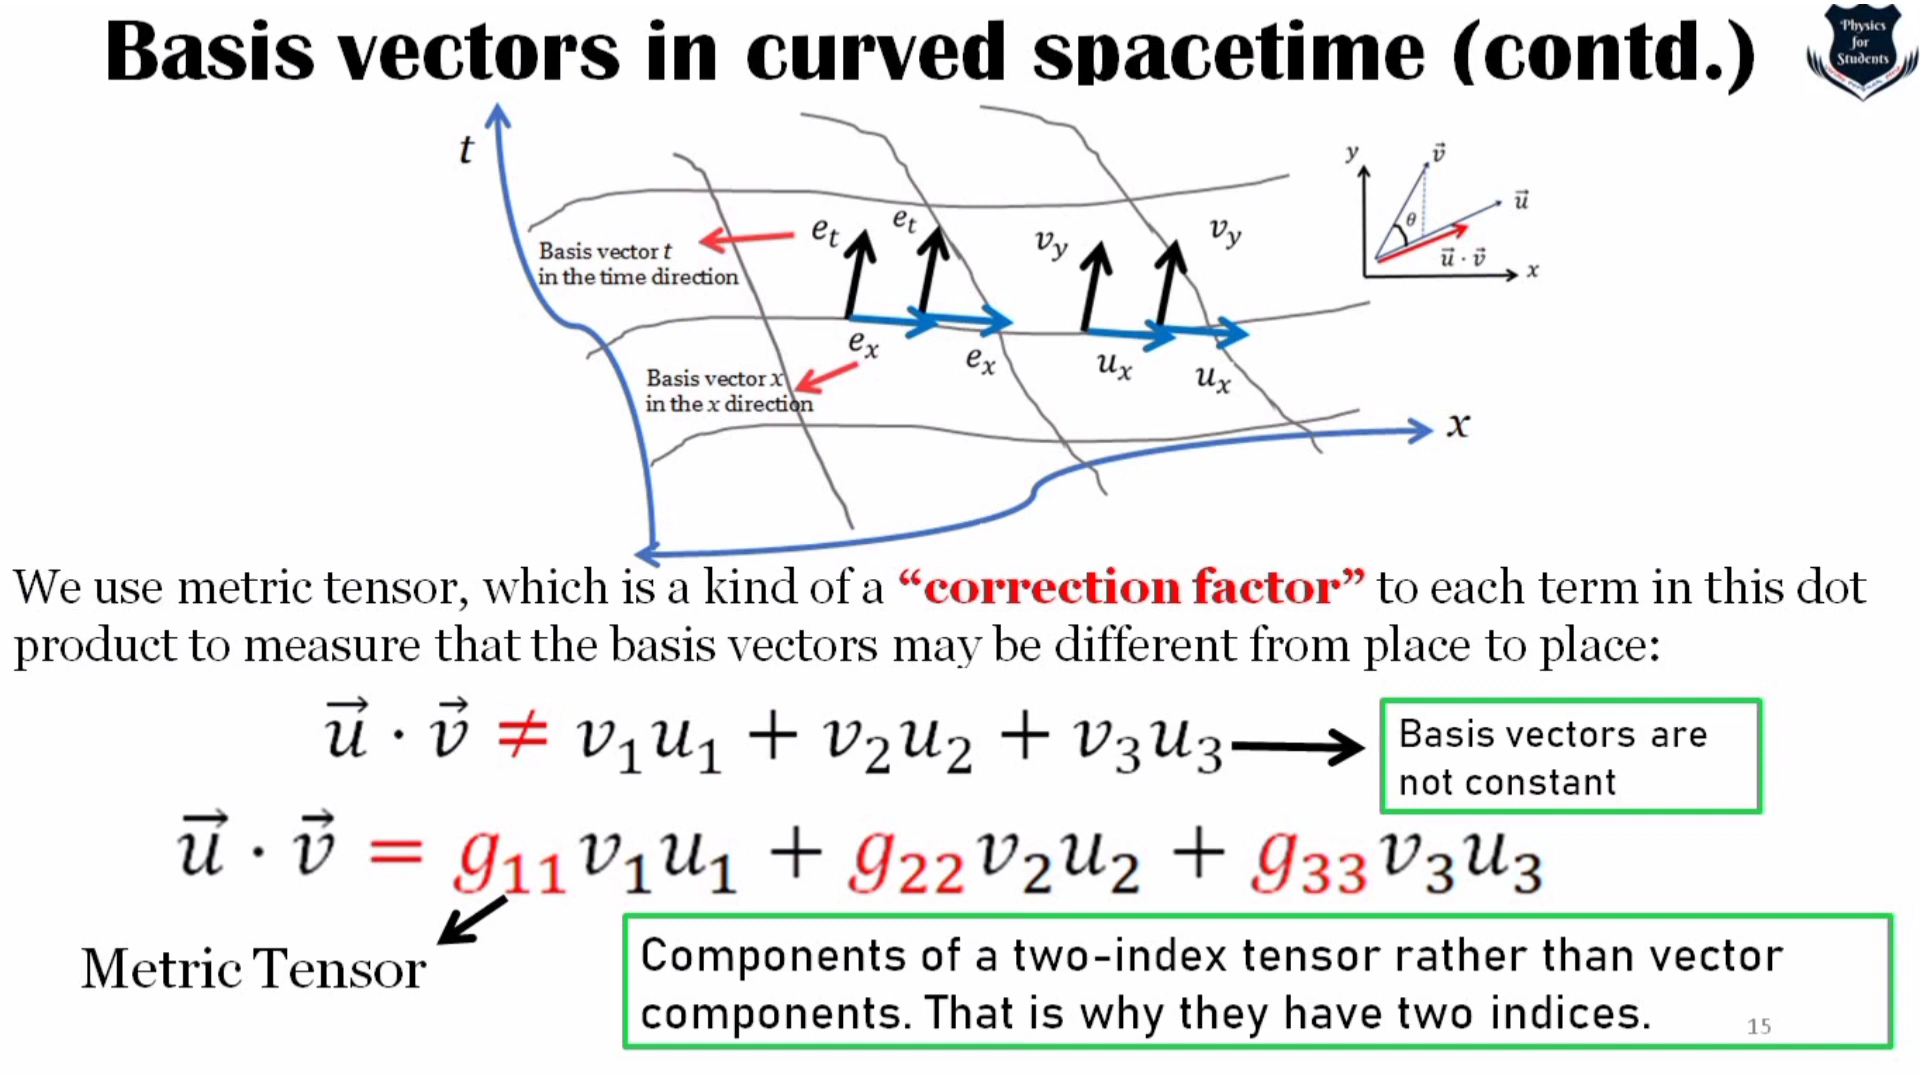 Basis vectors in curved spacetime (contd.)
Physics
for
Students
t
y
v⃗
u⃗
θ
u⃗ · v⃗
x
e_t
e_t
v_y
v_y
Basis vector t
in the time direction
e_x
e_x
u_x
u_x
Basis vector x
in the x direction
x
We use metric tensor, which is a kind of a “correction factor” to each term in this dot
product to measure that the basis vectors may be different from place to place:
u⃗ · v⃗ ≠ v₁u₁ + v₂u₂ + v₃u₃
Basis vectors are
not constant
u⃗ · v⃗ = g₁₁v₁u₁ + g₂₂v₂u₂ + g₃₃v₃u₃
Metric Tensor
Components of a two-index tensor rather than vector
components. That is why they have two indices.
15